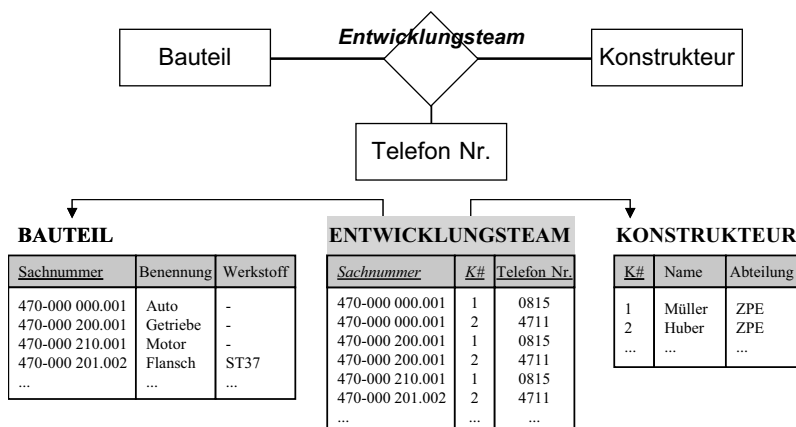 Entwicklungsteam
Bauteil
Konstrukteur
Telefon Nr.
BAUTEIL
Sachnummer Benennung Werkstoff
470-000 000.001 Auto -
470-000 200.001 Getriebe -
470-000 210.001 Motor -
470-000 201.002 Flansch ST37
... ... ...
ENTWICKLUNGSTEAM
Sachnummer K# Telefon Nr.
470-000 000.001 1 0815
470-000 000.001 2 4711
470-000 200.001 1 0815
470-000 200.001 2 4711
470-000 210.001 1 0815
470-000 201.002 2 4711
... ... ...
KONSTRUKTEUR
K# Name Abteilung
1 Müller ZPE
2 Huber ZPE
... ... ...